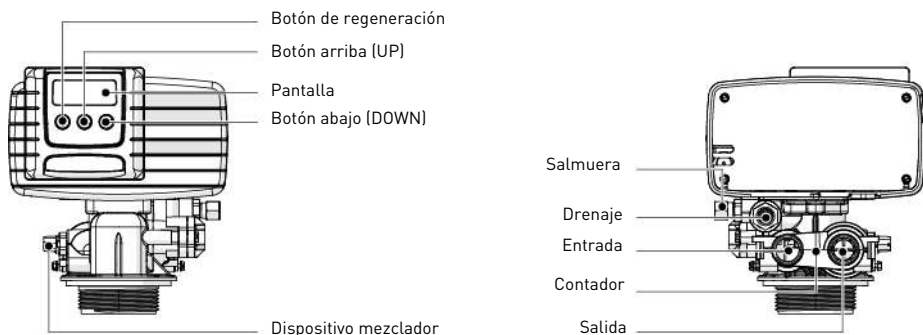 Botón de regeneración
Botón arriba (UP)
Pantalla
Botón abajo (DOWN)
Dispositivo mezclador
Salmuera
Drenaje
Entrada
Contador
Salida